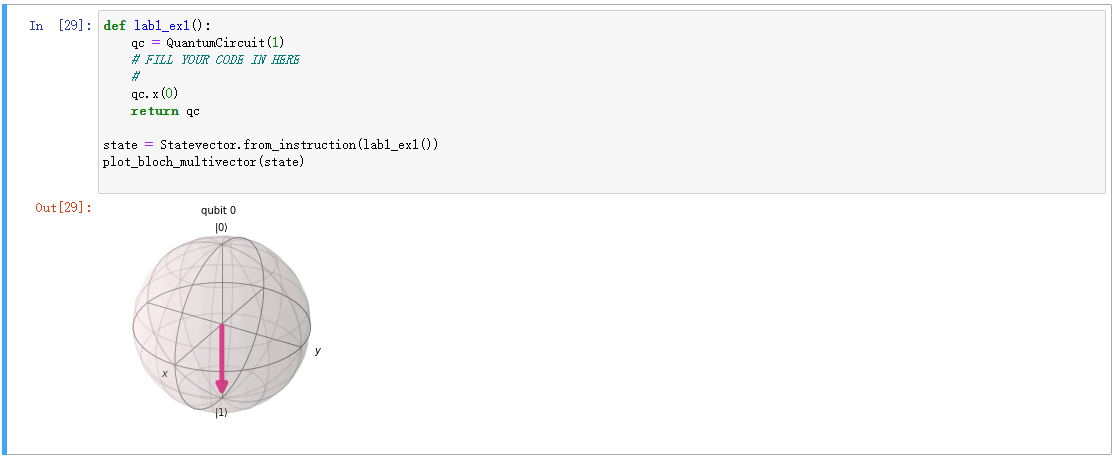 In [29]: def lab1_ex1():
qc = QuantumCircuit(1)
# FILL YOUR CODE IN HERE
#
qc.x(0)
return qc
state = Statevector.from_instruction(lab1_ex1())
plot_bloch_multivector(state)
Out[29]:
qubit 0
|0⟩
y
x
|1⟩